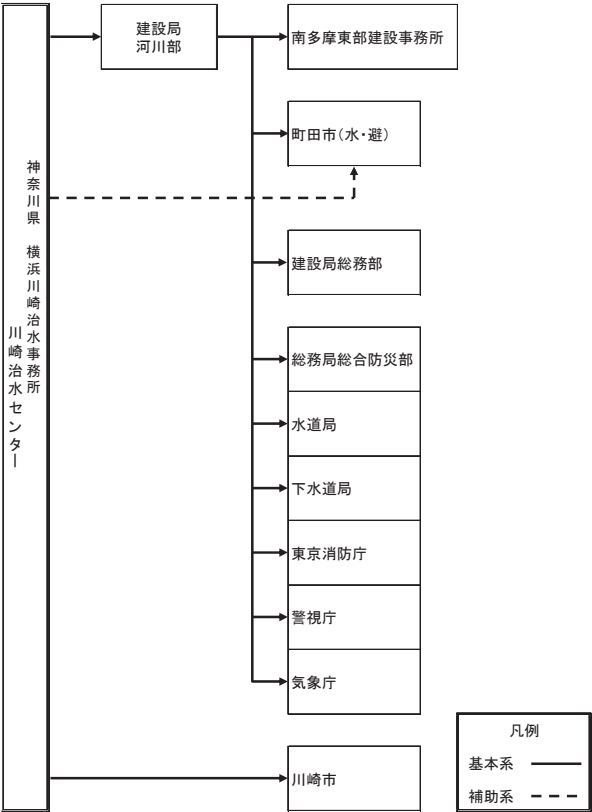 神奈川県 横浜川崎治水事務所
川崎治水センター
建設局
河川部
南多摩東部建設事務所
町田市(水・避)
建設局総務部
総務局総合防災部
水道局
下水道局
東京消防庁
警視庁
気象庁
川崎市
凡例
基本系
補助系